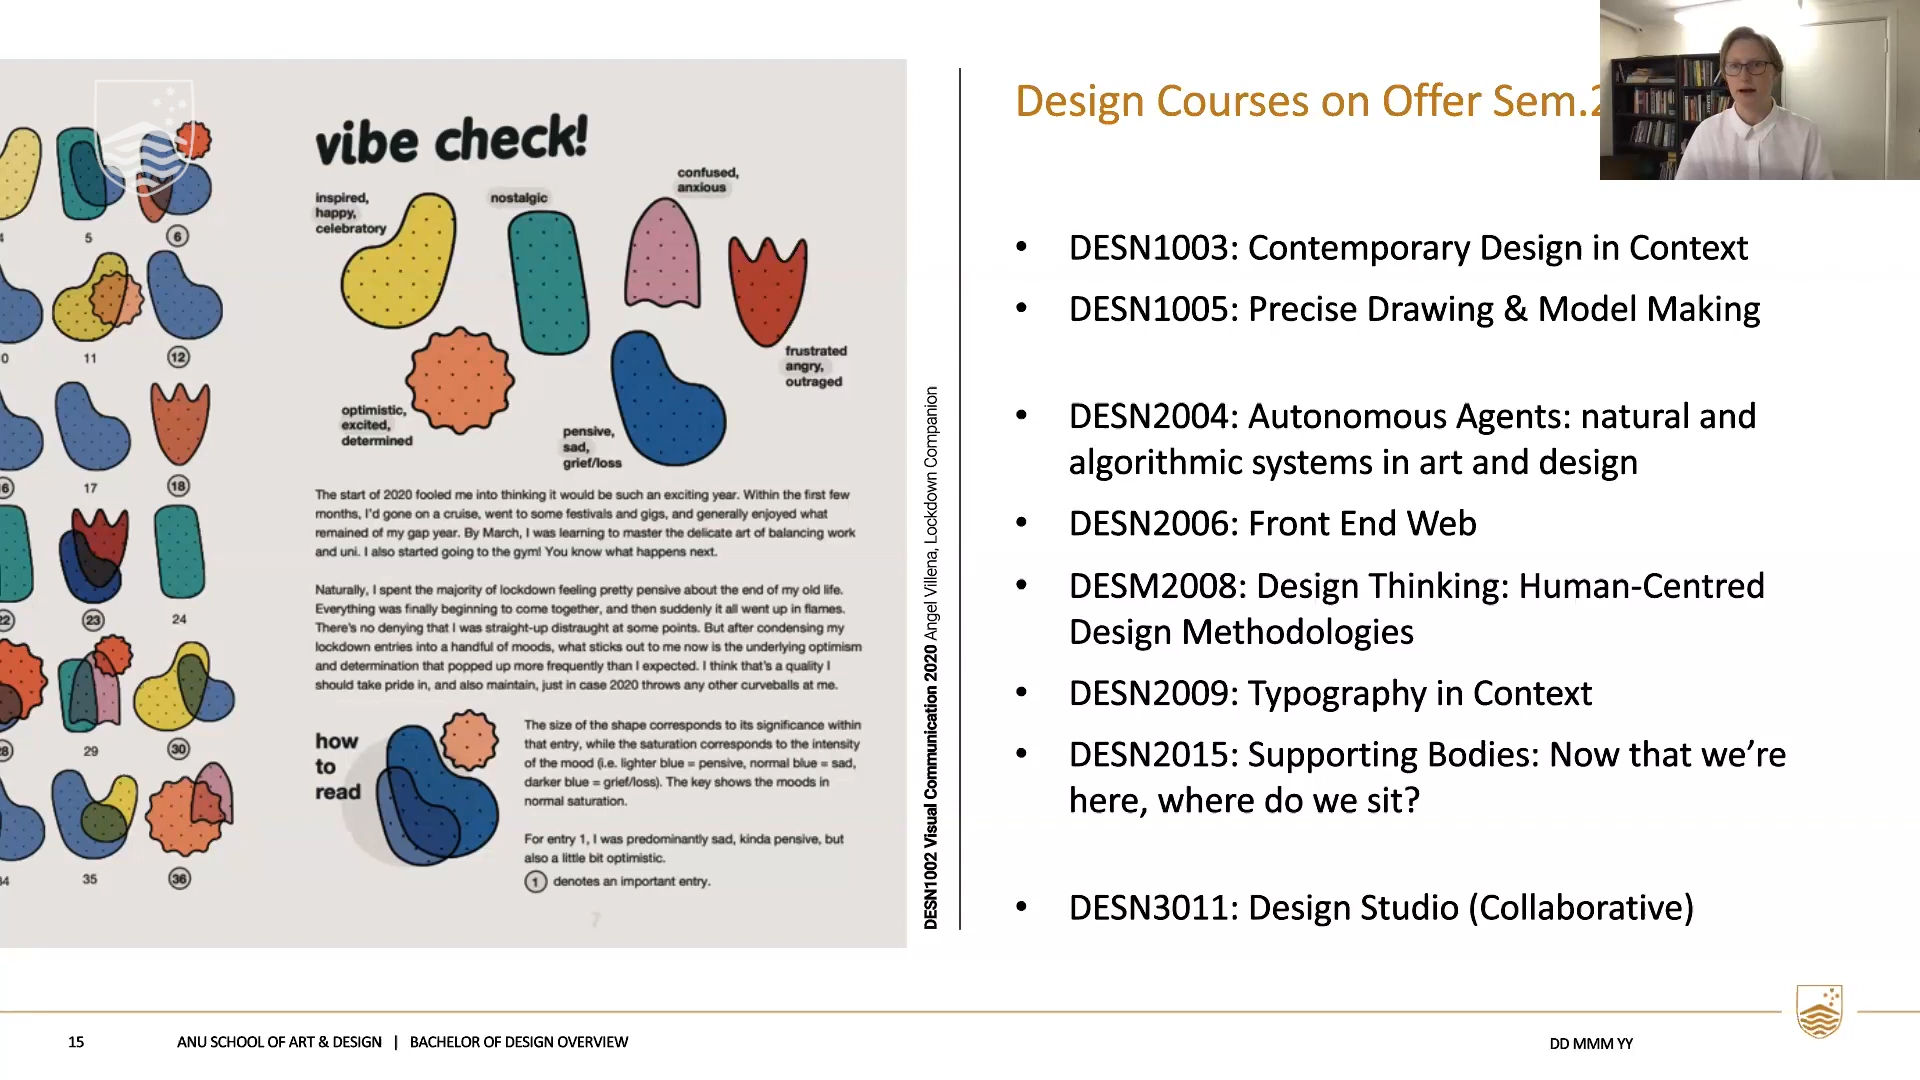 vibe check!
inspired,
happy,
celebratory
nostalgic
confused,
anxious
frustrated
angry,
outraged
optimistic,
excited,
determined
pensive,
sad,
grief/loss
5
6
11
12
17
18
23
24
29
30
35
36
The start of 2020 fooled me into thinking it would be such an exciting year. Within the first few
months, I'd gone on a cruise, went to some festivals and gigs, and generally enjoyed what
remained of my gap year. By March, I was learning to master the delicate art of balancing work
and uni. I also started going to the gym! You know what happens next.
Naturally, I spent the majority of lockdown feeling pretty pensive about the end of my old life.
Everything was finally beginning to come together, and then suddenly it all went up in flames.
There's no denying that I was straight-up distraught at some points. But after condensing my
lockdown entries into a handful of moods, what sticks out to me now is the underlying optimism
and determination that popped up more frequently than I expected. I think that's a quality I
should take pride in, and also maintain, just in case 2020 throws any other curveballs at me.
how
to
read
The size of the shape corresponds to its significance within
that entry, while the saturation corresponds to the intensity
of the mood (i.e. lighter blue = pensive, normal blue = sad,
darker blue = grief/loss). The key shows the moods in
normal saturation.
For entry 1, I was predominantly sad, kinda pensive, but
also a little bit optimistic.
1 denotes an important entry.
7
DESN1002 Visual Communication 2020 Angel Villena, Lockdown Companion
Design Courses on Offer Sem.2
• DESN1003: Contemporary Design in Context
• DESN1005: Precise Drawing & Model Making
• DESN2004: Autonomous Agents: natural and
algorithmic systems in art and design
• DESN2006: Front End Web
• DESM2008: Design Thinking: Human-Centred
Design Methodologies
• DESN2009: Typography in Context
• DESN2015: Supporting Bodies: Now that we're
here, where do we sit?
• DESN3011: Design Studio (Collaborative)
15
ANU SCHOOL OF ART & DESIGN | BACHELOR OF DESIGN OVERVIEW
DD MMM YY